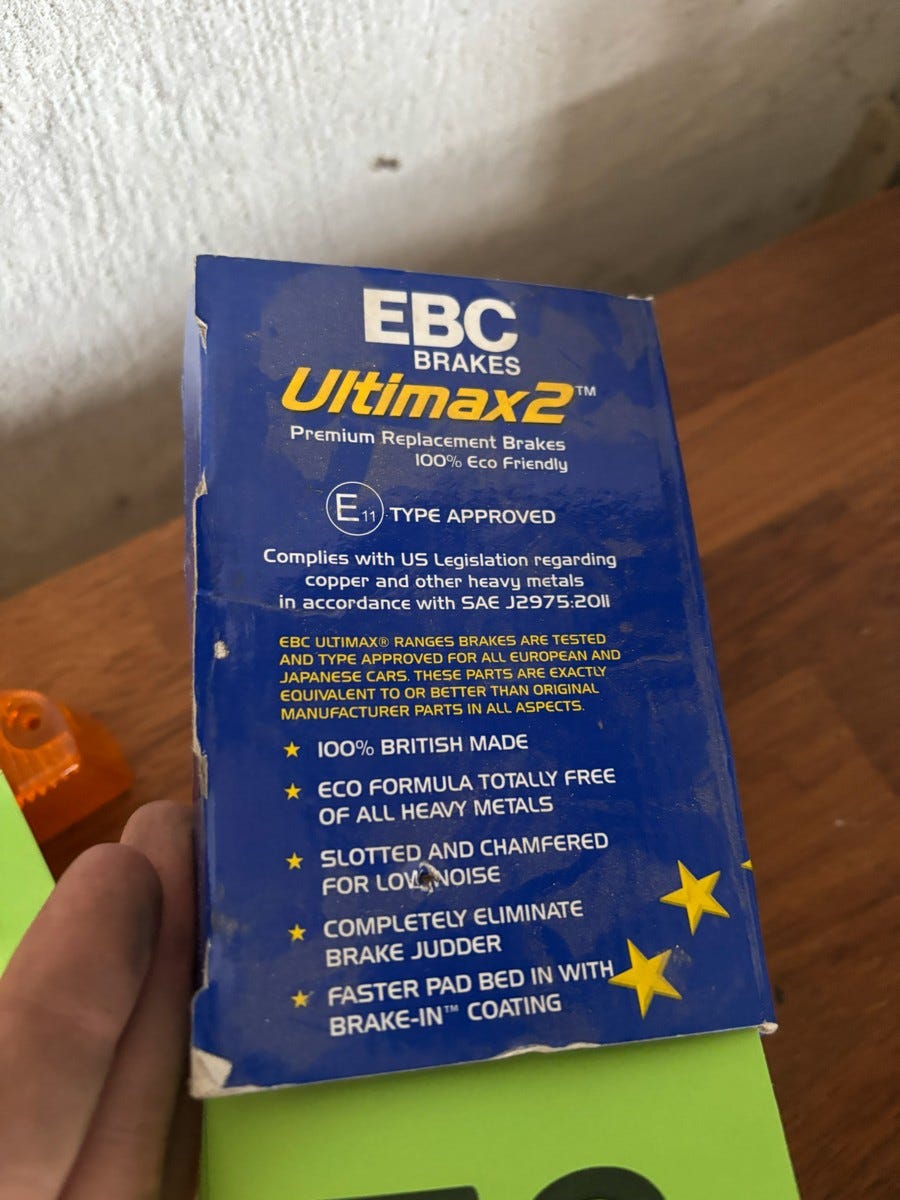 EBC
BRAKES
Ultimax2™
Premium Replacement Brakes
100% Eco Friendly
E11 TYPE APPROVED
Complies with US Legislation regarding
copper and other heavy metals
in accordance with SAE J2975:2011
EBC ULTIMAX® RANGES BRAKES ARE TESTED
AND TYPE APPROVED FOR ALL EUROPEAN AND
JAPANESE CARS. THESE PARTS ARE EXACTLY
EQUIVALENT TO OR BETTER THAN ORIGINAL
MANUFACTURER PARTS IN ALL ASPECTS.
★ 100% BRITISH MADE
★ ECO FORMULA TOTALLY FREE
OF ALL HEAVY METALS
★ SLOTTED AND CHAMFERED
FOR LOW NOISE
★ COMPLETELY ELIMINATE
BRAKE JUDDER
★ FASTER PAD BED IN WITH
BRAKE-IN™ COATING